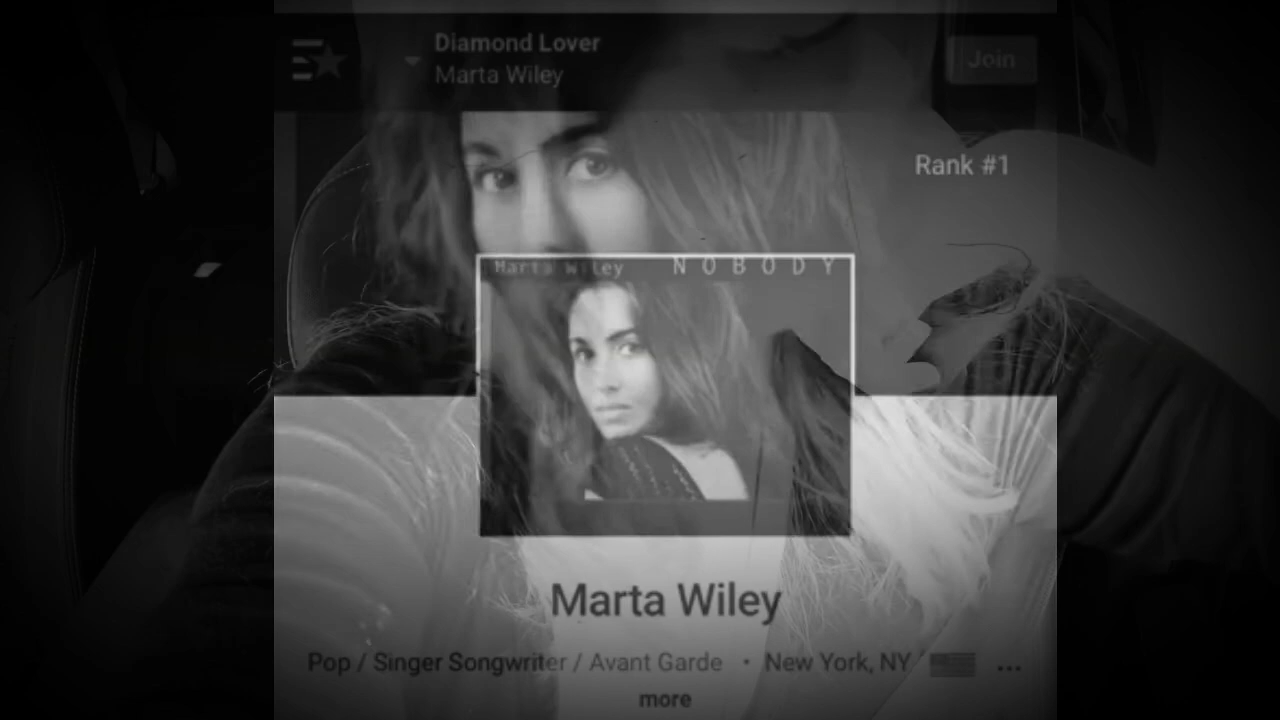 Diamond Lover
Marta Wiley
Join
Rank #1
Marta Wiley NOBODY
Marta Wiley
Pop / Singer Songwriter / Avant Garde • New York, NY
more